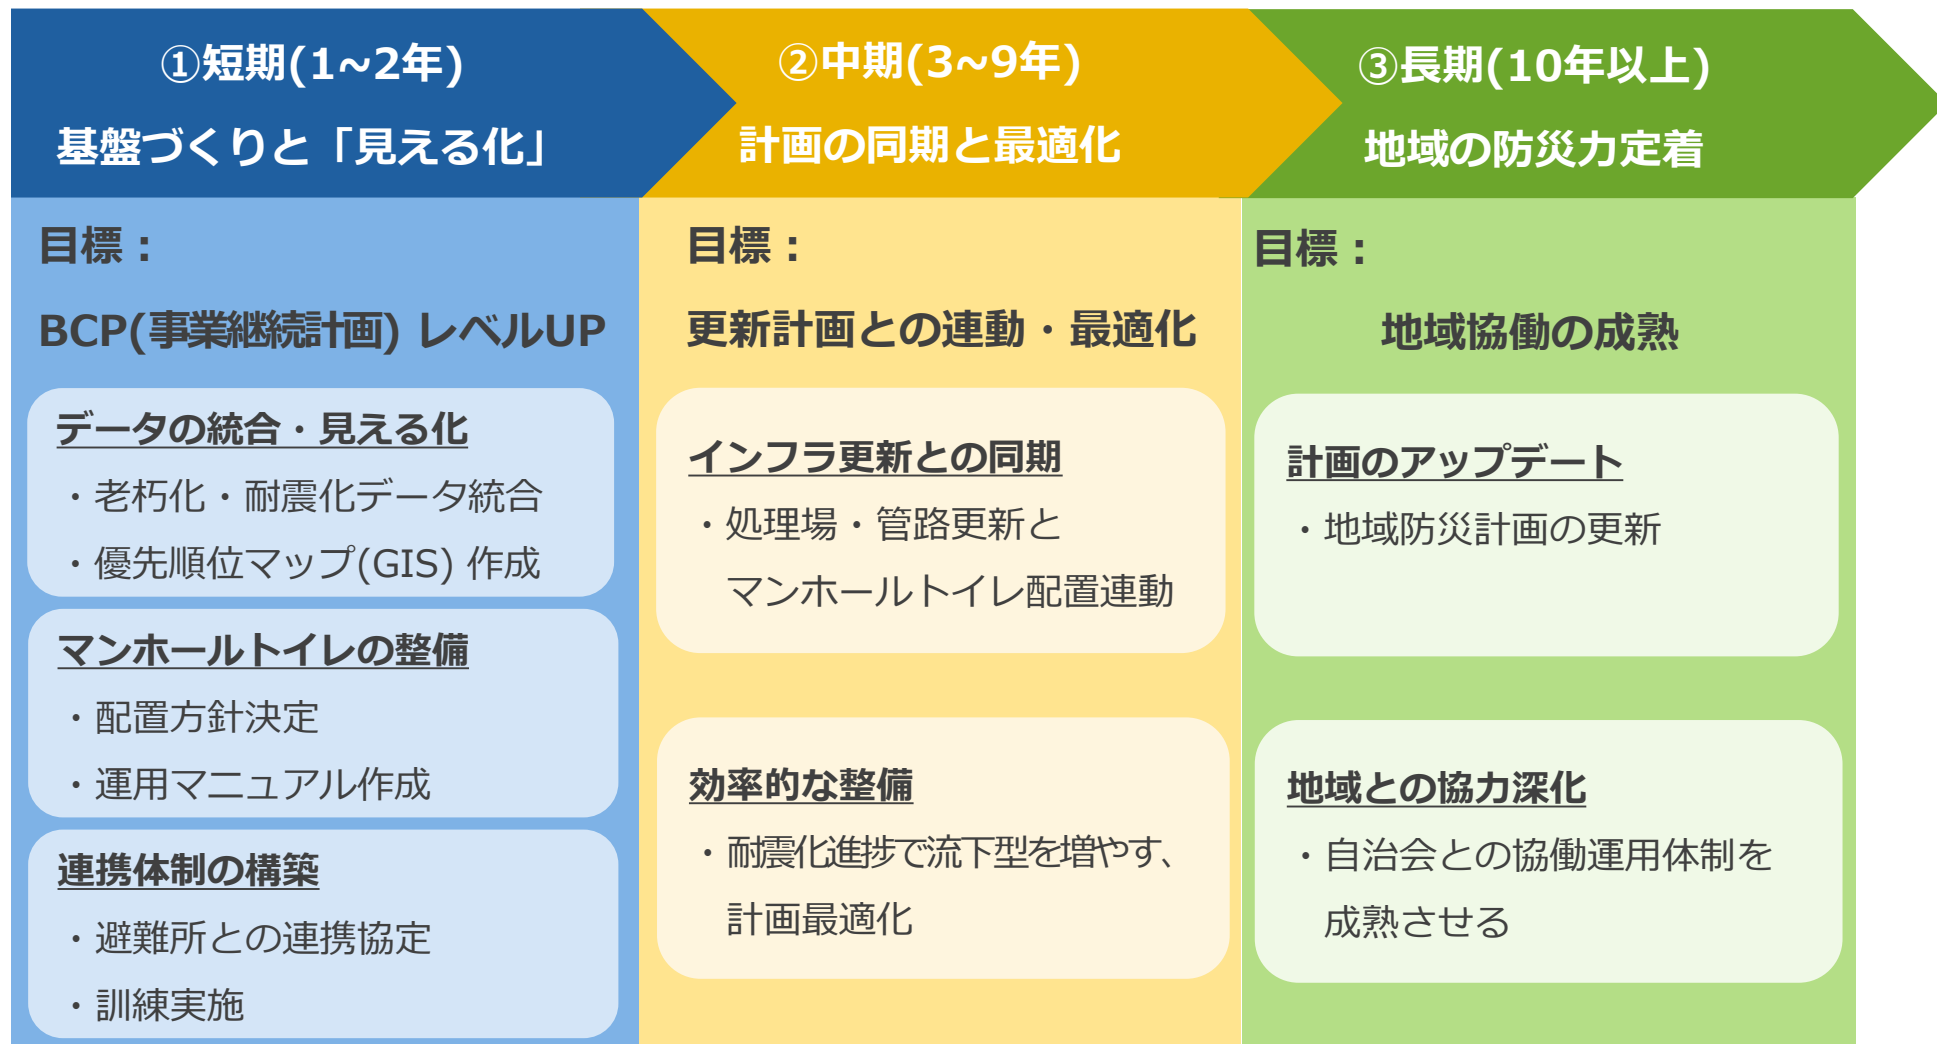 ①短期(1~2年)
基盤づくりと「見える化」
目標：
BCP(事業継続計画) レベルUP
データの統合・見える化
・老朽化・耐震化データ統合
・優先順位マップ(GIS) 作成
マンホールトイレの整備
・配置方針決定
・運用マニュアル作成
連携体制の構築
・避難所との連携協定
・訓練実施
②中期(3~9年)
計画の同期と最適化
目標：
更新計画との連動・最適化
インフラ更新との同期
・処理場・管路更新と
マンホールトイレ配置連動
効率的な整備
・耐震化進捗で流下型を増やす、
計画最適化
③長期(10年以上)
地域の防災力定着
目標：
地域協働の成熟
計画のアップデート
・地域防災計画の更新
地域との協力深化
・自治会との協働運用体制を
成熟させる